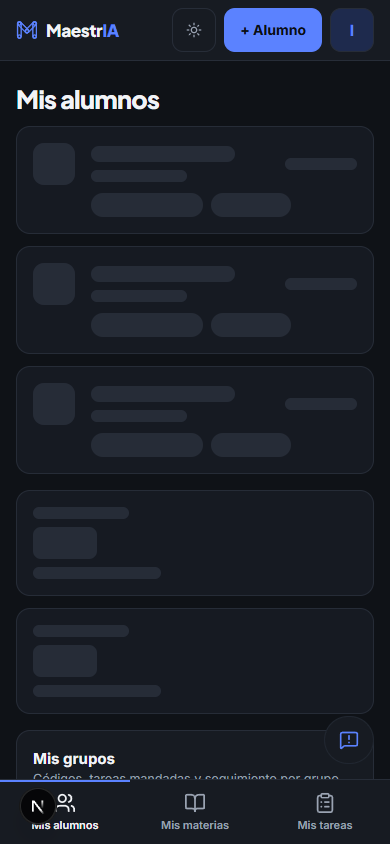 MaestrIA
+ Alumno
I
Mis alumnos
Mis grupos
Códigos, tareas mandadas y seguimiento por grupo
N
Mis alumnos
Mis materias
Mis tareas